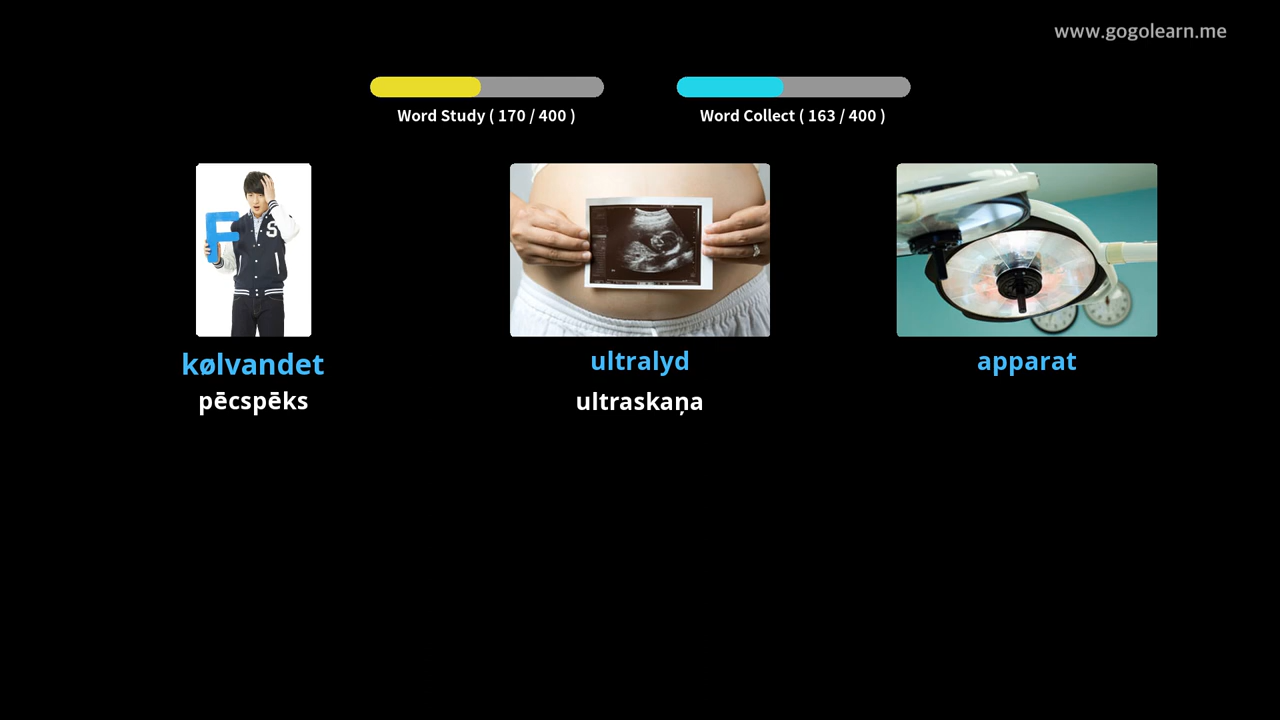 www.gogolearn.me
Word Study ( 170 / 400 )
Word Collect ( 163 / 400 )
F
S
kølvandet
pēcspēks
ultralyd
ultraskaņa
apparat